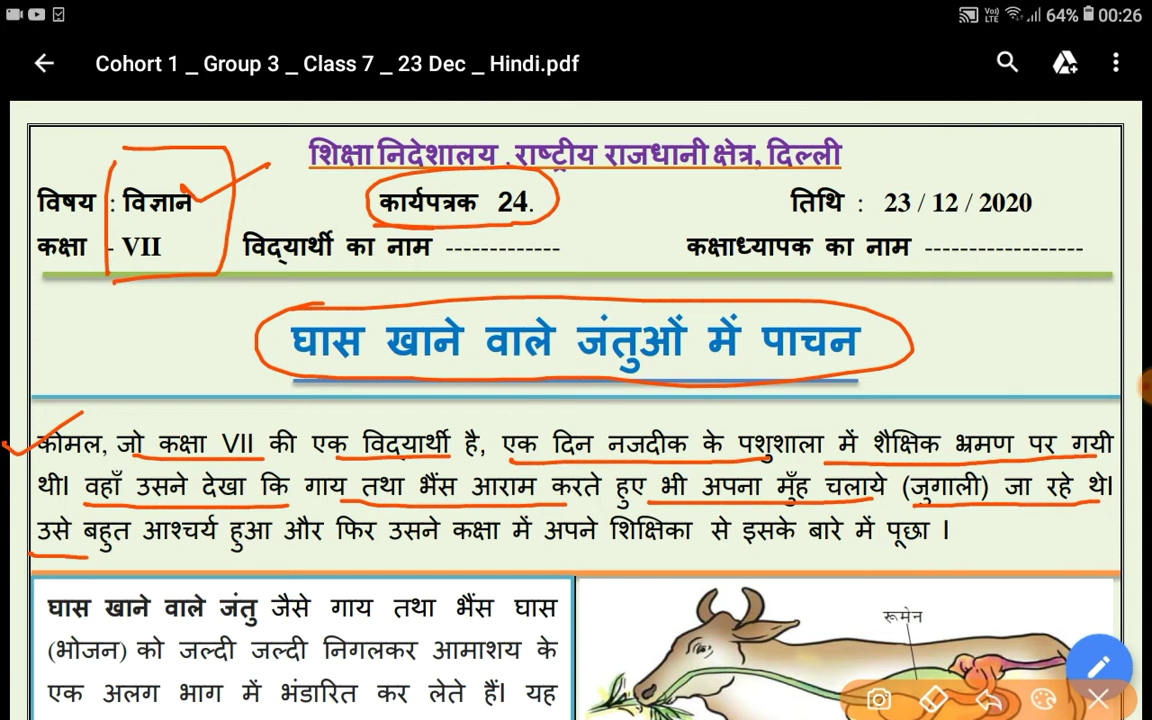 Vo)) LTE 64% 00:26
Cohort 1 _ Group 3 _ Class 7 _ 23 Dec _ Hindi.pdf
शिक्षा निदेशालय ,राष्ट्रीय राजधानी क्षेत्र, दिल्ली
विषय : विज्ञान कार्यपत्रक 24. तिथि : 23 / 12 / 2020
कक्षा - VII विद्यार्थी का नाम ------------- कक्षाध्यापक का नाम ------------------
घास खाने वाले जंतुओं में पाचन
कोमल, जो कक्षा VII की एक विद्यार्थी है, एक दिन नजदीक के पशुशाला में शैक्षिक भ्रमण पर गयी
थी। वहाँ उसने देखा कि गाय तथा भैंस आराम करते हुए भी अपना मुँह चलाये (जुगाली) जा रहे थे।
उसे बहुत आश्चर्य हुआ और फिर उसने कक्षा में अपने शिक्षिका से इसके बारे में पूछा ।
घास खाने वाले जंतु जैसे गाय तथा भैंस घास
(भोजन) को जल्दी जल्दी निगलकर आमाशय के
एक अलग भाग में भंडारित कर लेते हैं। यह
रूमेन